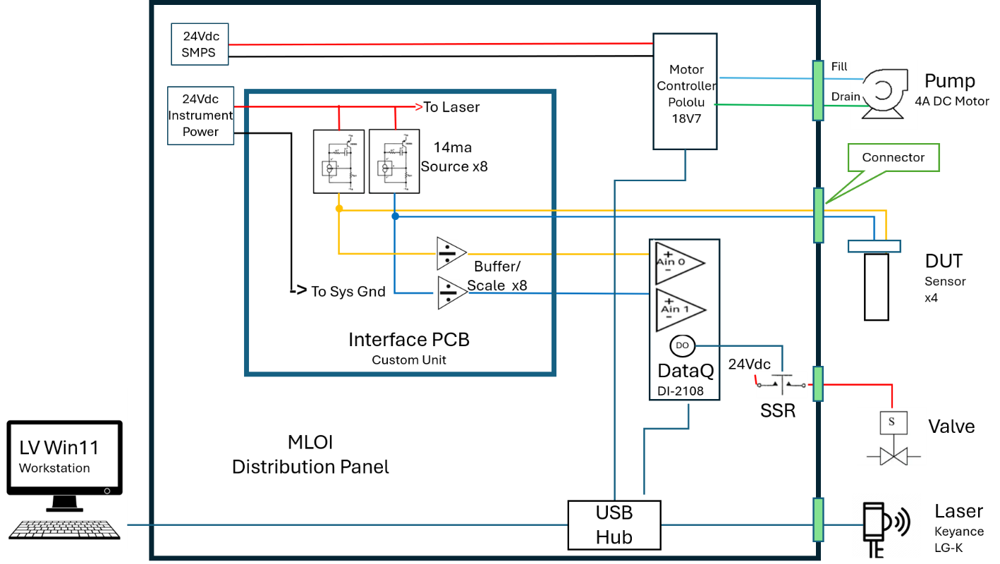 24Vdc
SMPS
24Vdc
Instrument
Power
To Laser
14ma
Source x8
Motor
Controller
Pololu
18V7
Fill
Drain
Pump
4A DC Motor
Connector
Buffer/
Scale x8
-> To Sys Gnd
Interface PCB
Custom Unit
+
Ain 0
-
+
Ain 1
-
DO
DataQ
DI-2108
24Vdc
SSR
DUT
Sensor
x4
S
Valve
LV Win11
Workstation
MLOI
Distribution Panel
USB
Hub
Laser
Keyance
LG-K